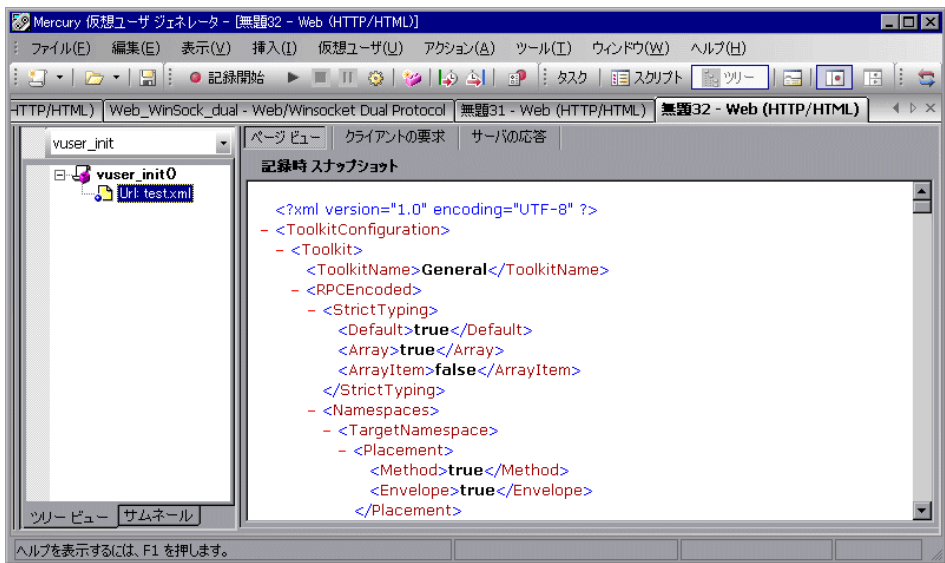 Mercury 仮想ユーザ ジェネレータ - [無題32 - Web (HTTP/HTML)]
ファイル(F) 編集(E) 表示(V) 挿入(I) 仮想ユーザ(U) アクション(A) ツール(T) ウィンドウ(W) ヘルプ(H)
記録開始 タスク スクリプト ツリー
HTTP/HTML) Web_WinSock_dual - Web/Winsocket Dual Protocol 無題31 - Web (HTTP/HTML) 無題32 - Web (HTTP/HTML)
vuser_init ページ ビュー クライアントの要求 サーバの応答
vuser_init()
Url: test.xml
記録時 スナップショット
<?xml version="1.0" encoding="UTF-8" ?>
- <ToolkitConfiguration>
- <Toolkit>
<ToolkitName>General</ToolkitName>
- <RPCEncoded>
- <StrictTyping>
<Default>true</Default>
<Array>true</Array>
<ArrayItem>false</ArrayItem>
</StrictTyping>
- <Namespaces>
- <TargetNamespace>
- <Placement>
<Method>true</Method>
<Envelope>true</Envelope>
</Placement>
ツリー ビュー サムネール
ヘルプを表示するには、F1 を押します。